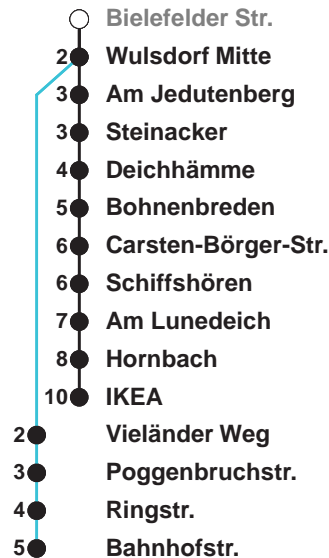 Bielefelder Str.
2 Wulsdorf Mitte
3 Am Jedutenberg
3 Steinacker
4 Deichhämme
5 Bohnenbreden
6 Carsten-Börger-Str.
6 Schiffshören
7 Am Lunedeich
8 Hornbach
10 IKEA
2 Vieländer Weg
3 Poggenbruchstr.
4 Ringstr.
5 Bahnhofstr.